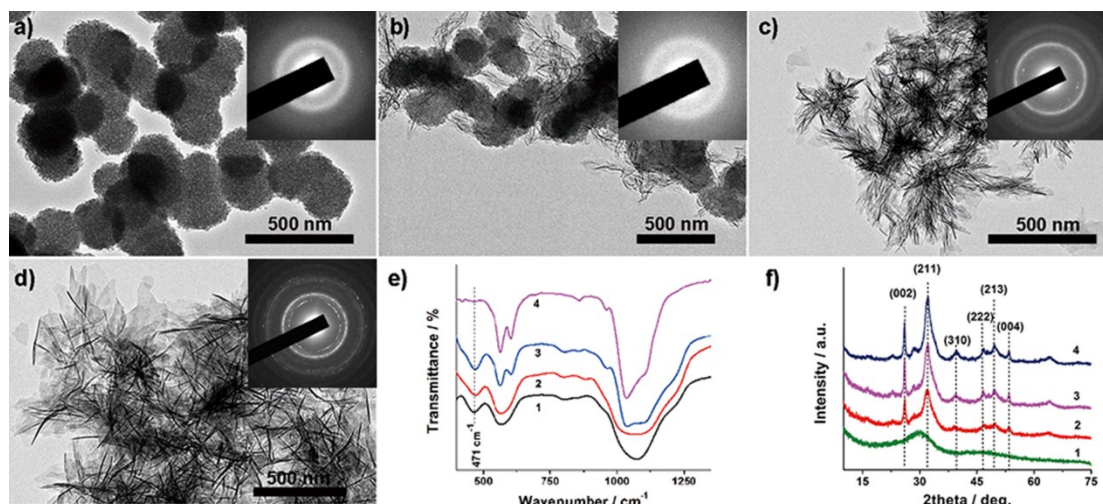 a)
500 nm
b)
500 nm
c)
500 nm
d)
500 nm
e)
Transmittance / %
4
3
2
1
471 cm-1
500
750
1000
1250
Wavenumber / cm-1
f)
Intensity / a.u.
(002)
(211)
(310)
(222)
(213)
(004)
4
3
2
1
15
30
45
60
75
2theta / deg.